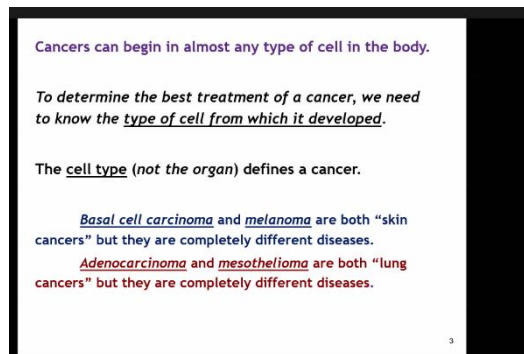 Cancers can begin in almost any type of cell in the body.
To determine the best treatment of a cancer, we need
to know the type of cell from which it developed.
The cell type (not the organ) defines a cancer.
Basal cell carcinoma and melanoma are both “skin
cancers” but they are completely different diseases.
Adenocarcinoma and mesothelioma are both “lung
cancers” but they are completely different diseases.
3